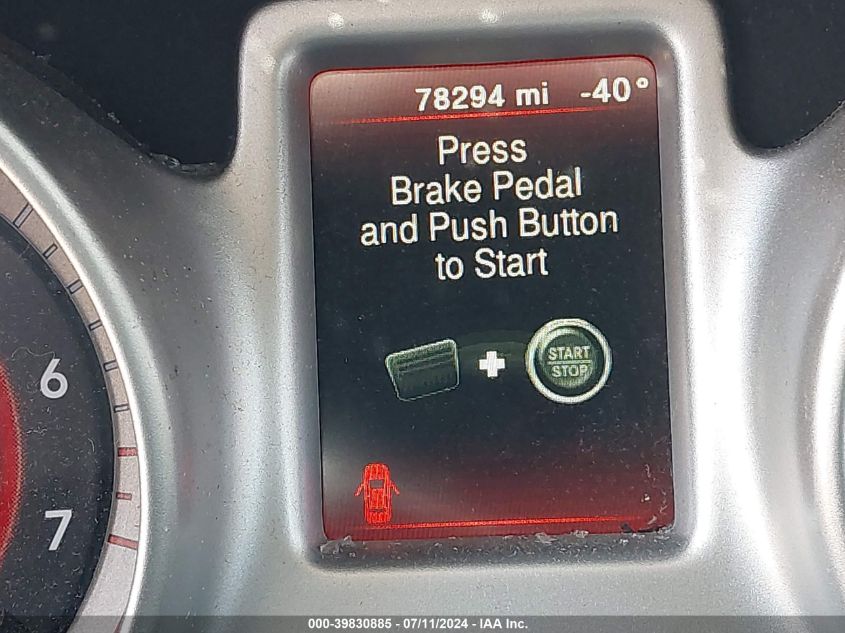 78294 mi -40°
Press
Brake Pedal
and Push Button
to Start
START
STOP
6
7
000-39830885 - 07/11/2024 - IAA Inc.